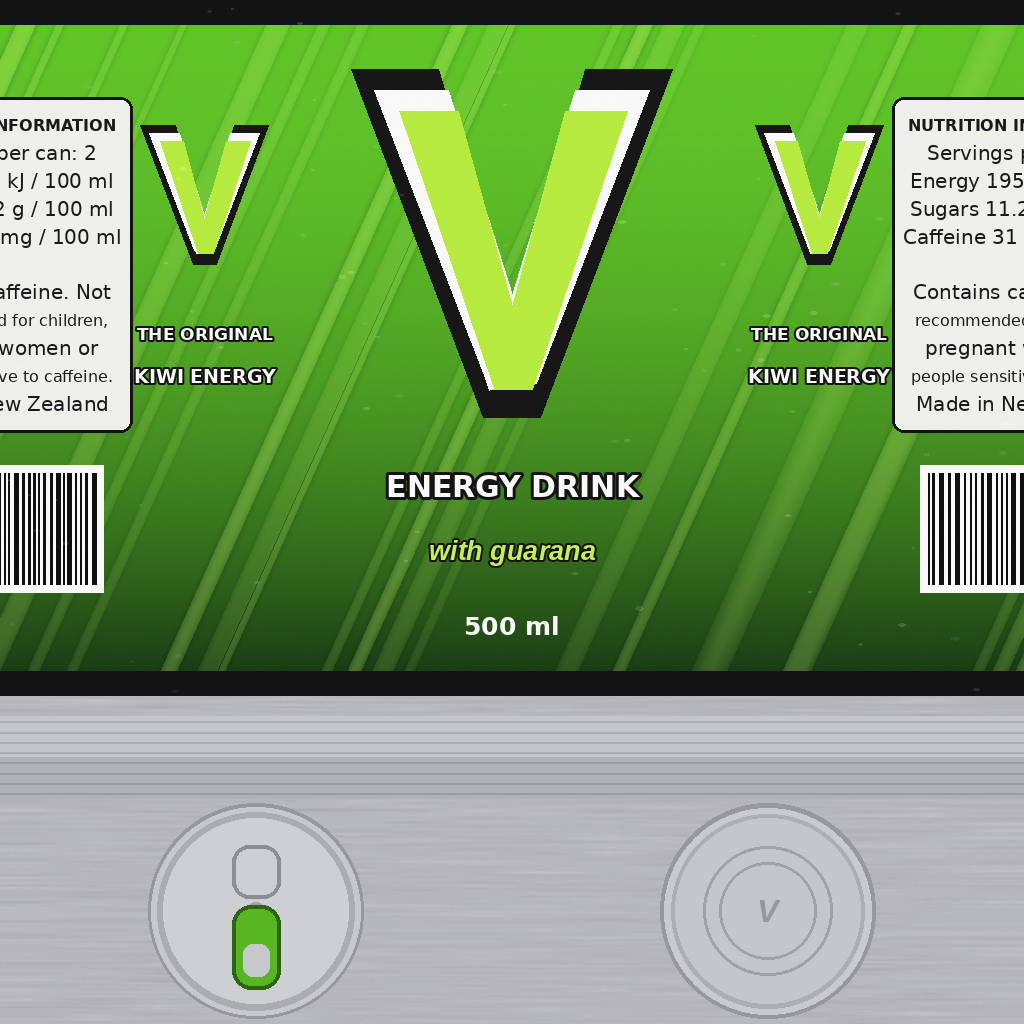 NFORMATION
per can: 2
kJ / 100 ml
2 g / 100 ml
mg / 100 ml
affeine. Not
d for children,
women or
ve to caffeine.
ew Zealand
V
THE ORIGINAL
KIWI ENERGY
V
ENERGY DRINK
with guarana
500 ml
V
THE ORIGINAL
KIWI ENERGY
NUTRITION IN
Servings p
Energy 195
Sugars 11.2
Caffeine 31
Contains ca
recommended
pregnant w
people sensitiv
Made in Ne
V